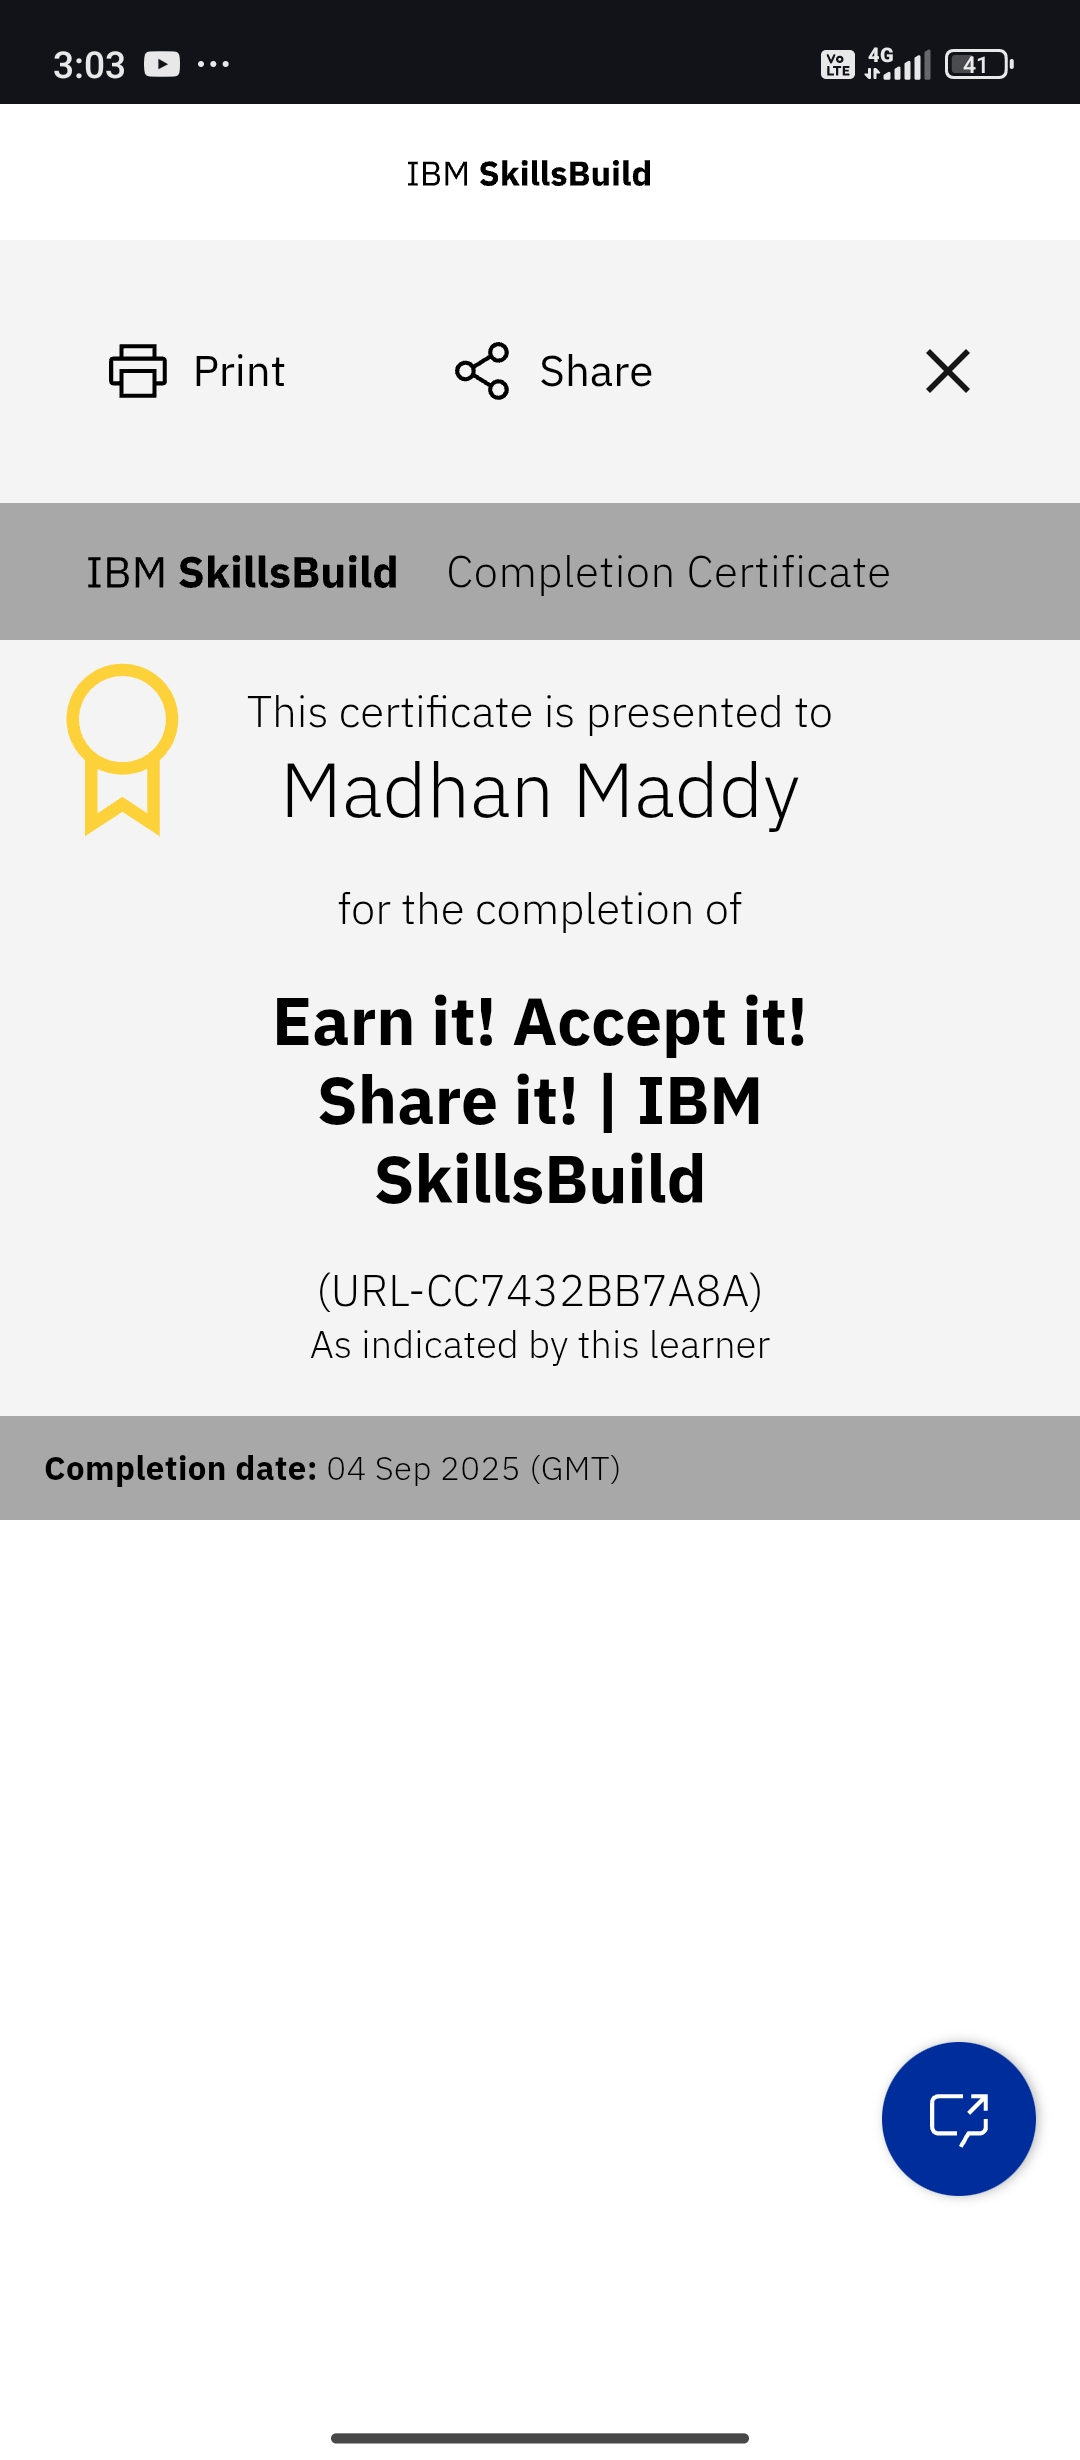 3:03
Vo
LTE
4G
41
IBM SkillsBuild
Print
Share
IBM SkillsBuild Completion Certificate
This certificate is presented to
Madhan Maddy
for the completion of
Earn it! Accept it!
Share it! | IBM
SkillsBuild
(URL-CC7432BB7A8A)
As indicated by this learner
Completion date: 04 Sep 2025 (GMT)